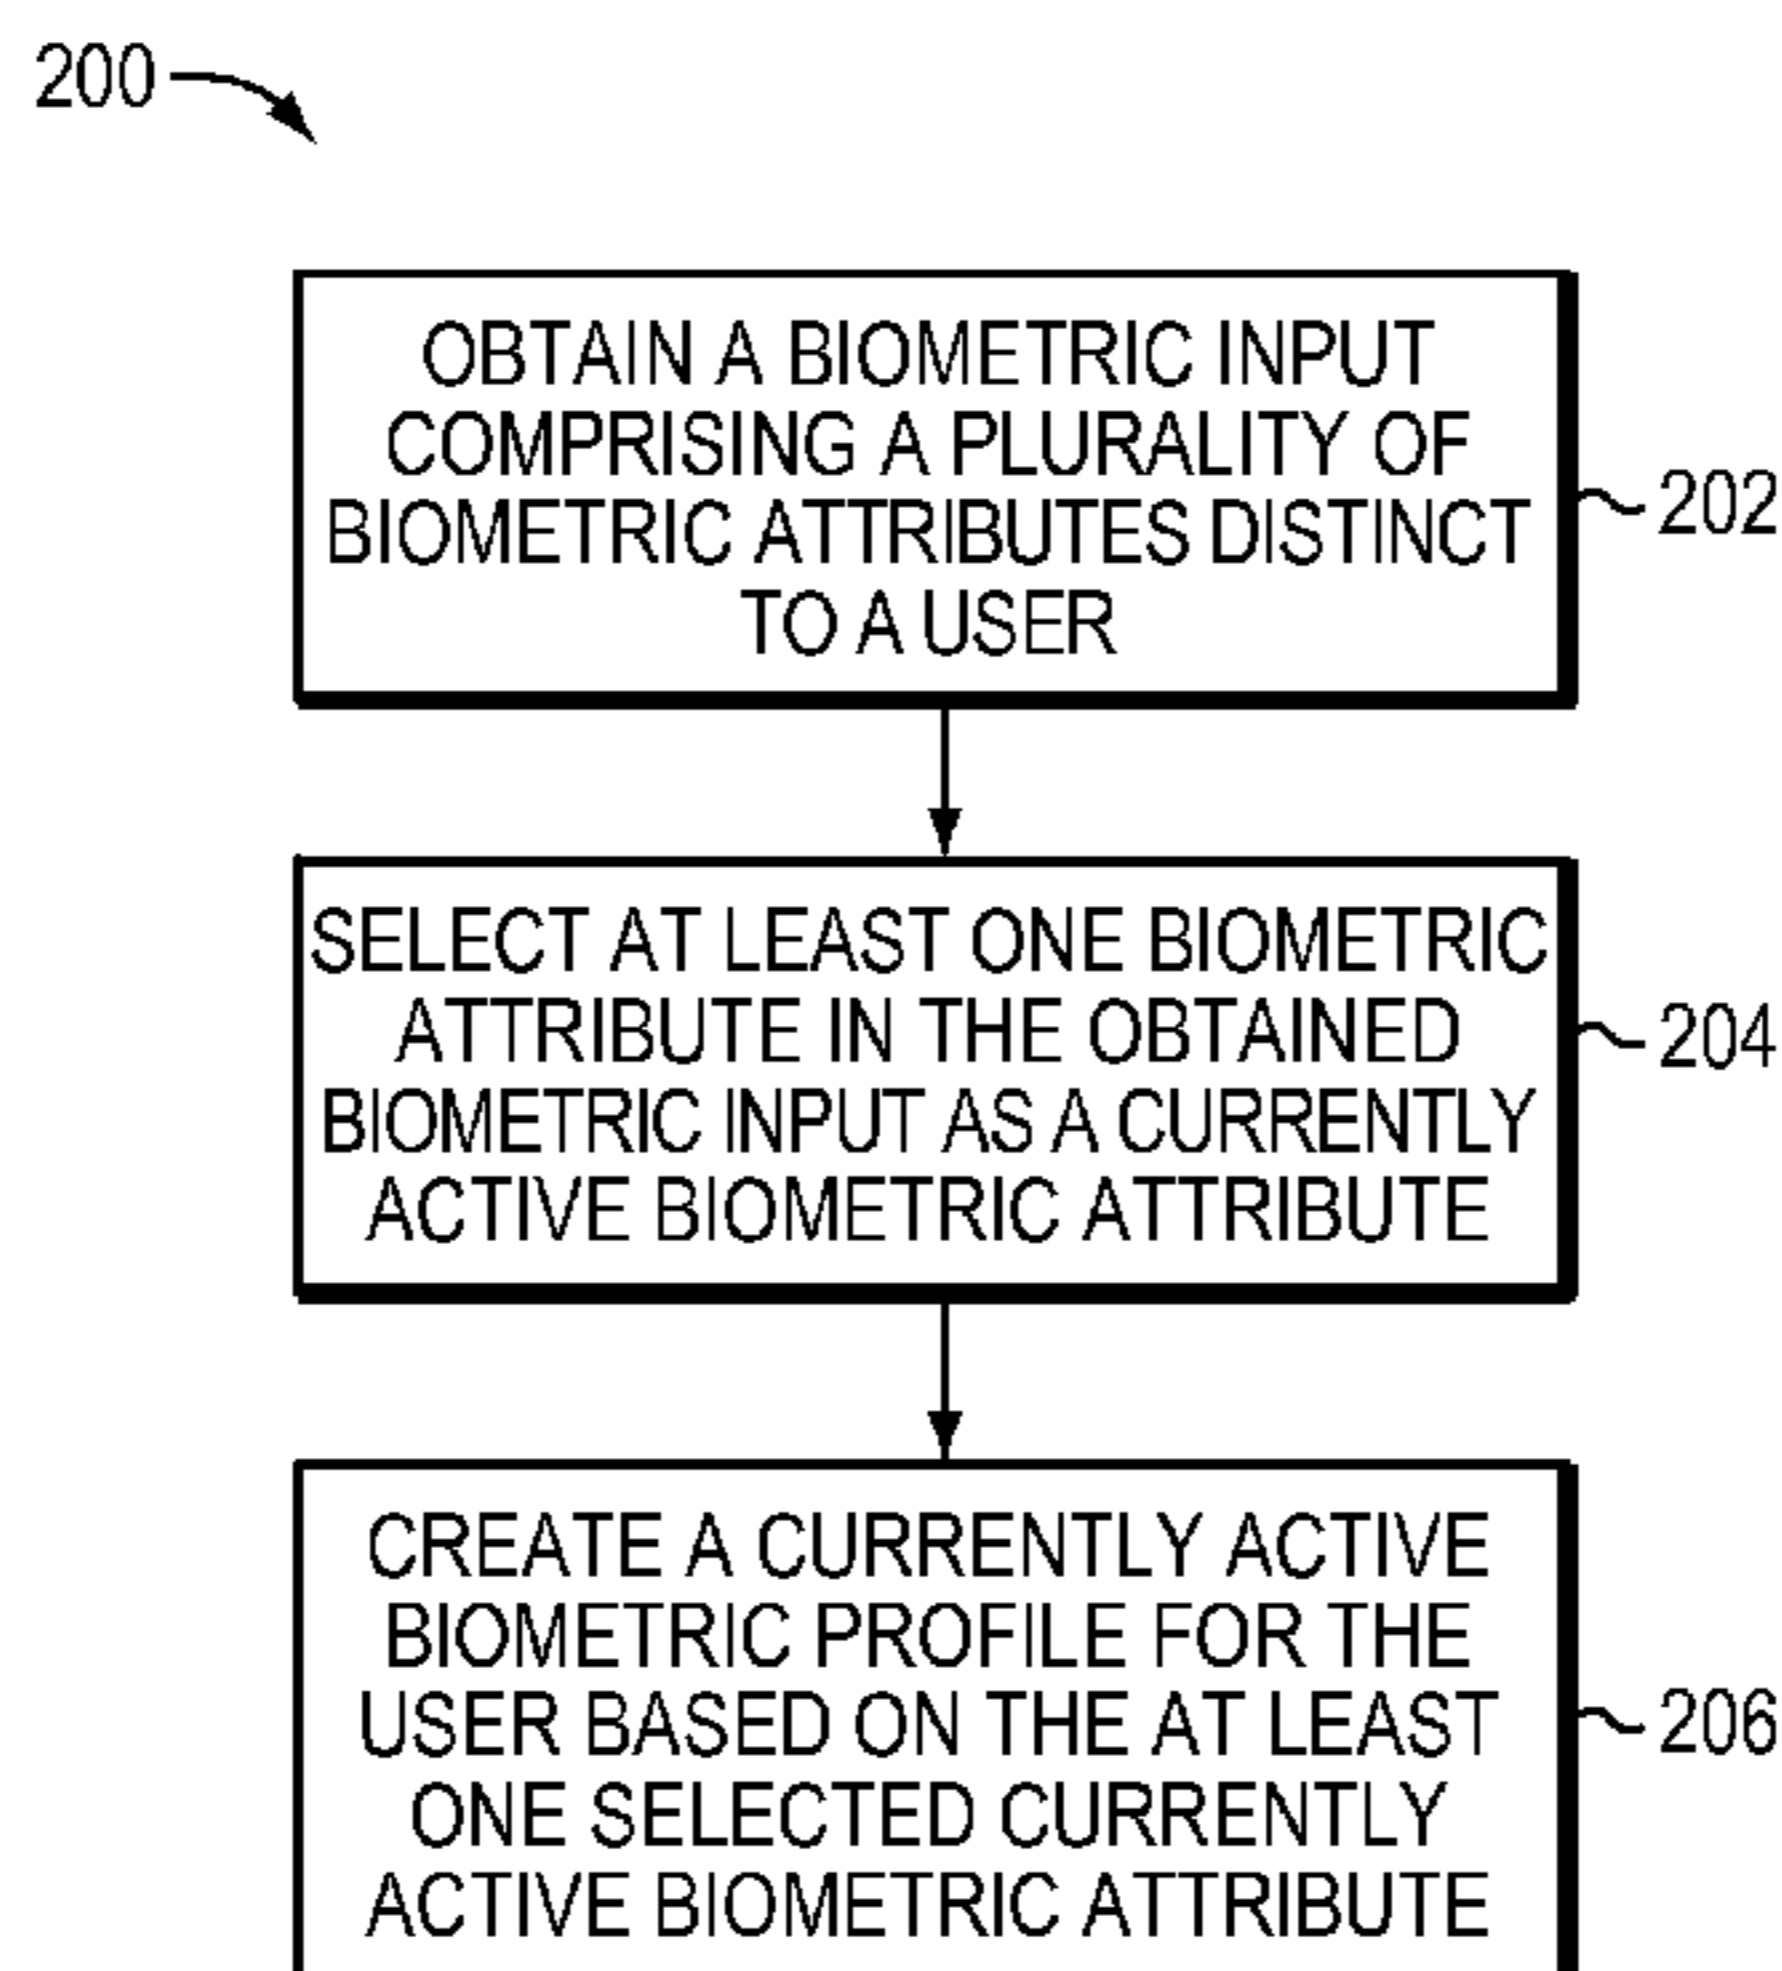 200
OBTAIN A BIOMETRIC INPUT
COMPRISING A PLURALITY OF
BIOMETRIC ATTRIBUTES DISTINCT
TO A USER
202
SELECT AT LEAST ONE BIOMETRIC
ATTRIBUTE IN THE OBTAINED
BIOMETRIC INPUT AS A CURRENTLY
ACTIVE BIOMETRIC ATTRIBUTE
204
CREATE A CURRENTLY ACTIVE
BIOMETRIC PROFILE FOR THE
USER BASED ON THE AT LEAST
ONE SELECTED CURRENTLY
ACTIVE BIOMETRIC ATTRIBUTE
206